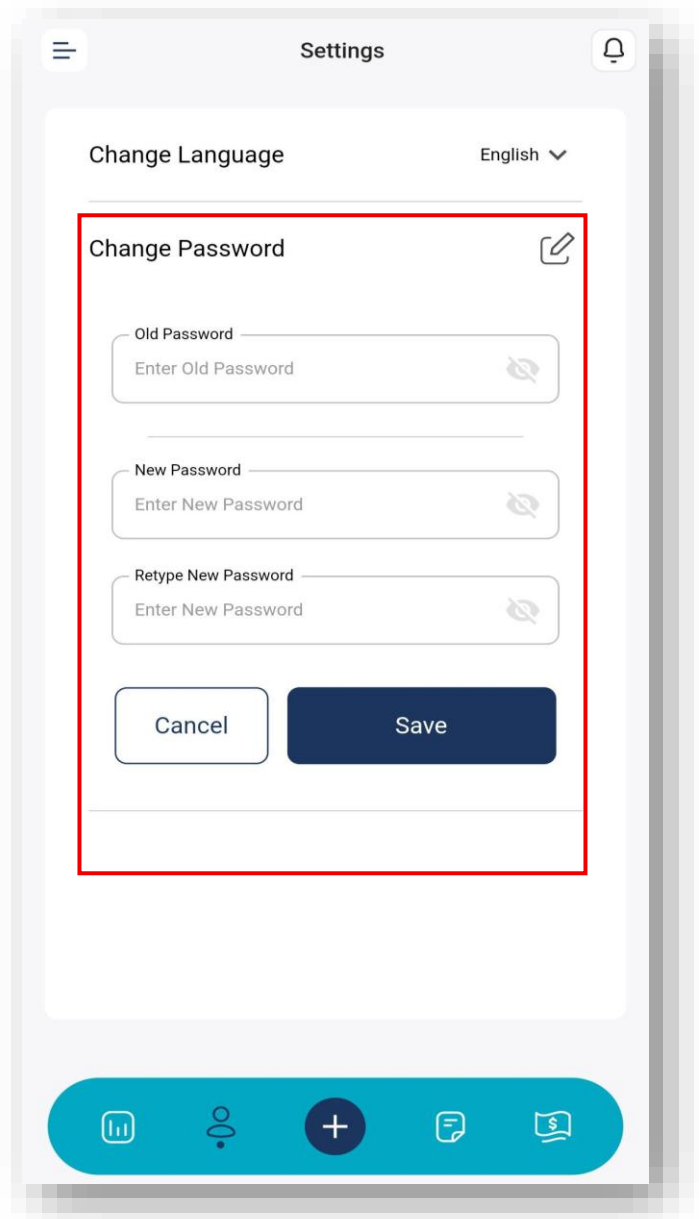 Settings
Change Language English
Change Password
Old Password
Enter Old Password
New Password
Enter New Password
Retype New Password
Enter New Password
Cancel Save
$